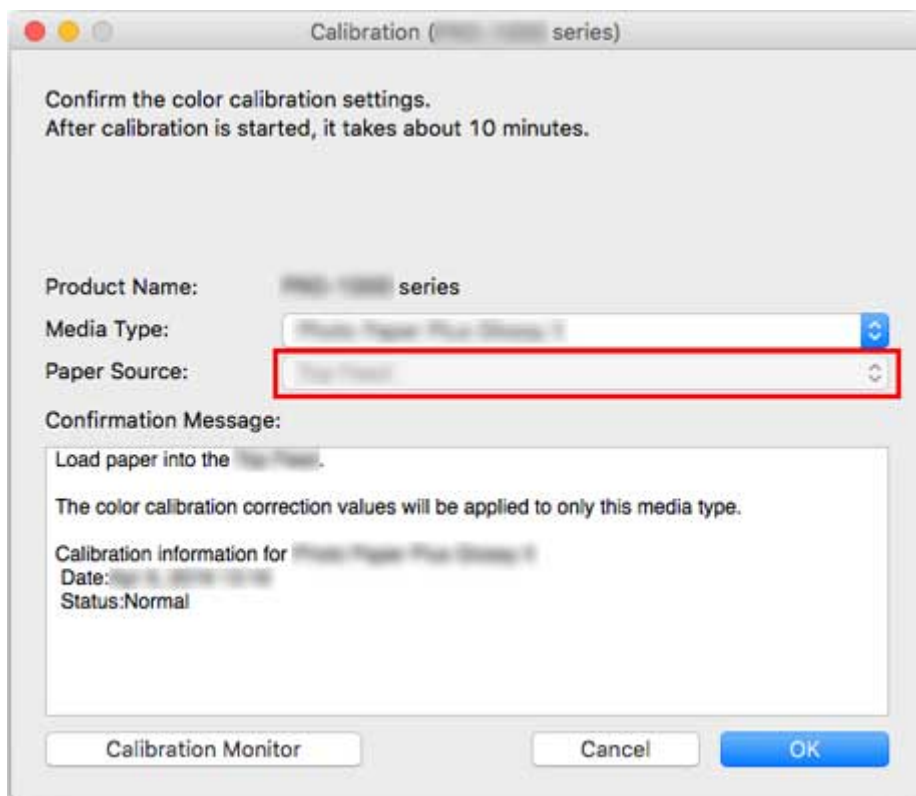 Calibration ( series)
Confirm the color calibration settings.
After calibration is started, it takes about 10 minutes.
Product Name: series
Media Type:
Paper Source:
Confirmation Message:
Load paper into the .
The color calibration correction values will be applied to only this media type.
Calibration information for
Date:
Status:Normal
Calibration Monitor Cancel OK